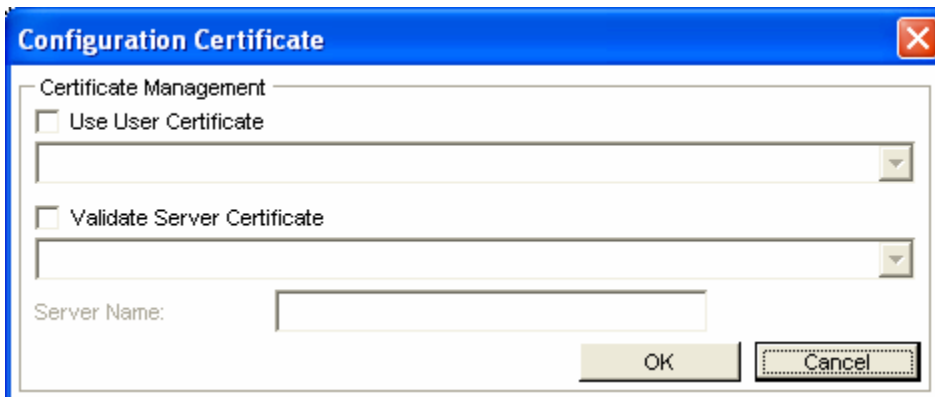 Configuration Certificate
Certificate Management
Use User Certificate
Validate Server Certificate
Server Name:
OK Cancel